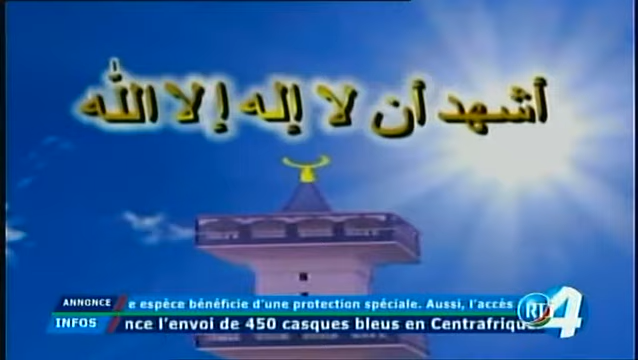 أشهد أن لا إله إلا الله
ANNONCE
e espèce bénéficie d'une protection spéciale. Aussi, l'accès
INFOS
nce l'envoi de 450 casques bleus en Centrafrique
RT 4